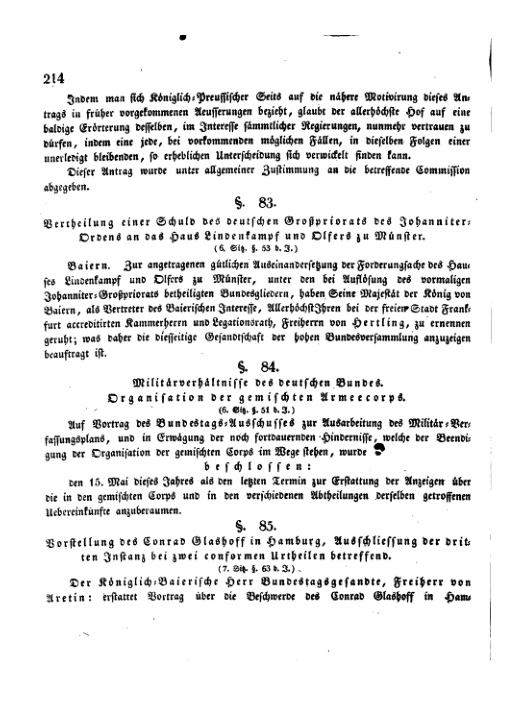 214
Indem man sich Königlich-Preussischer Seits auf die nähere Motivirung dieses An-
trags in früher vorgekommenen Aeusserungen bezieht, glaubt der allerhöchste Hof auf eine
baldige Erörterung desselben, im Interesse sämmtlicher Regierungen, nunmehr vertrauen zu
dürfen, indem eine jede, bei vorkommenden möglichen Fällen, in dieselben Folgen einer
unerledigt bleibenden, so erheblichen Unterscheidung sich verwickelt finden kann.
Dieser Antrag wurde unter allgemeiner Zustimmung an die betreffende Commission
abgegeben.
§. 83.
Vertheilung einer Schuld des deutschen Großpriorats des Johanniter-
Ordens an das Haus Lindenkampf und Olfers zu Münster.
(6. Sitz. §. 53 d. J.)
Baiern. Zur angetragenen gütlichen Auseinandersetzung der Forderungsache des Hau-
ses Lindenkampf und Olfers zu Münster, unter den bei Auflösung des vormaligen
Johanniter-Großpriorats betheiligten Bundesgliedern, haben Seine Majestät der König von
Baiern, als Vertreter des Baierischen Interesse, AllerhöchstIhren bei der freien Stadt Frank-
furt accreditirten Kammerherrn und Legationsrath, Freiherrn von Hertling, zu ernennen
geruht; was daher die diesseitige Gesandtschaft der hohen Bundesversammlung anzuzeigen
beauftragt ist.
§. 84.
Militärverhältnisse des deutschen Bundes.
Organisation der gemischten Armeecorps.
(6. Sitz. §. 51 d. J.)
Auf Vortrag des Bundestags-Ausschusses zur Ausarbeitung des Militär-Ver-
fassungsplans, und in Erwägung der noch fortdauernden Hindernisse, welche der Beendi-
gung der Organisation der gemischten Corps im Wege stehen, wurde
beschlossen:
den 15. Mai dieses Jahres als den letzten Termin zur Erstattung der Anzeigen über
die in den gemischten Corps und in den verschiedenen Abtheilungen derselben getroffenen
Uebereinkünfte anzuberaumen.
§. 85.
Vorstellung des Conrad Glashoff in Hamburg, Ausschliessung der drit-
ten Instanz bei zwei conformen Urtheilen betreffend.
(7. Sitz. §. 63 d. J.)
Der Königlich-Baierische Herr Bundestagsgesandte, Freiherr von
Aretin: erstattet Vortrag über die Beschwerde des Conrad Glashoff in Ham-